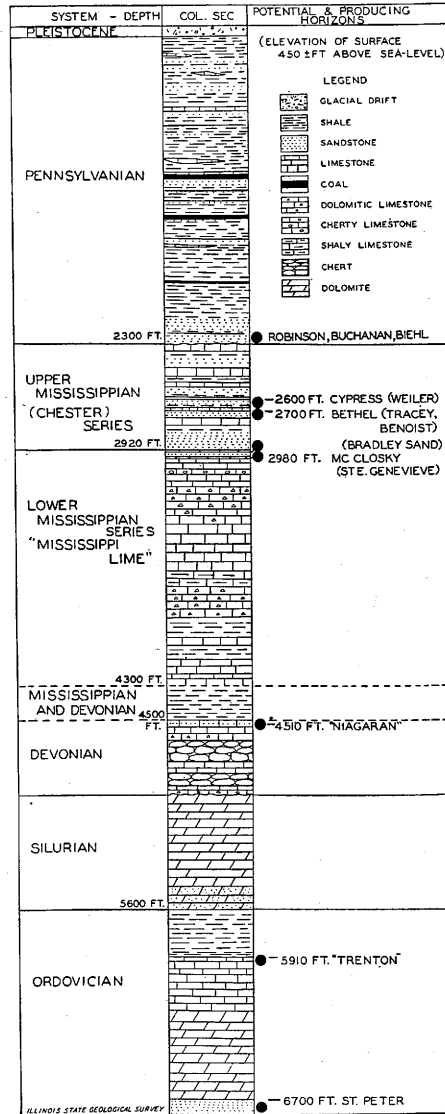 SYSTEM - DEPTH
COL. SEC
POTENTIAL & PRODUCING
HORIZONS
PLEISTOCENE
(ELEVATION OF SURFACE
450 ± FT ABOVE SEA-LEVEL)
LEGEND
GLACIAL DRIFT
SHALE
SANDSTONE
LIMESTONE
COAL
DOLOMITIC LIMESTONE
CHERTY LIMESTONE
SHALY LIMESTONE
CHERT
DOLOMITE
PENNSYLVANIAN
2300 FT.
ROBINSON, BUCHANAN, BIEHL
UPPER
MISSISSIPPIAN
(CHESTER)
SERIES
2600 FT. CYPRESS (WEILER)
2700 FT. BETHEL (TRACEY,
BENOIST)
2920 FT.
(BRADLEY SAND)
2980 FT. MC CLOSKY
(STE. GENEVIEVE)
LOWER
MISSISSIPPIAN
SERIES
"MISSISSIPPI
LIME"
4300 FT.
MISSISSIPPIAN
AND DEVONIAN
4500
FT.
4510 FT. "NIAGARAN"
DEVONIAN
SILURIAN
5600 FT.
5910 FT. "TRENTON"
ORDOVICIAN
6700 FT. ST. PETER
ILLINOIS STATE GEOLOGICAL SURVEY